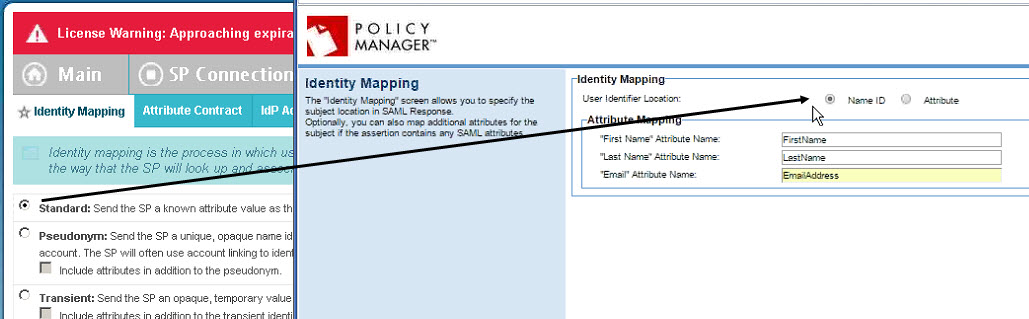 License Warning: Approaching expira
Main
SP Connection
Identity Mapping
Attribute Contract
IdP Ac
Identity mapping is the process in which us
the way that the SP will look up and assoc
Standard: Send the SP a known attribute value as th
Pseudonym: Send the SP a unique, opaque name id
account. The SP will often use account linking to identi
Include attributes in addition to the pseudonym.
Transient: Send the SP an opaque, temporary value
Include attributes in addition to the transient identi
POLICY
MANAGER™
Identity Mapping
The "Identity Mapping" screen allows you to specify the
subject location in SAML Response.
Optionally, you can also map additional attributes for the
subject if the assertion contains any SAML attributes.
Identity Mapping
User Identifier Location: Name ID Attribute
Attribute Mapping
"First Name" Attribute Name: FirstName
"Last Name" Attribute Name: LastName
"Email" Attribute Name: EmailAddress